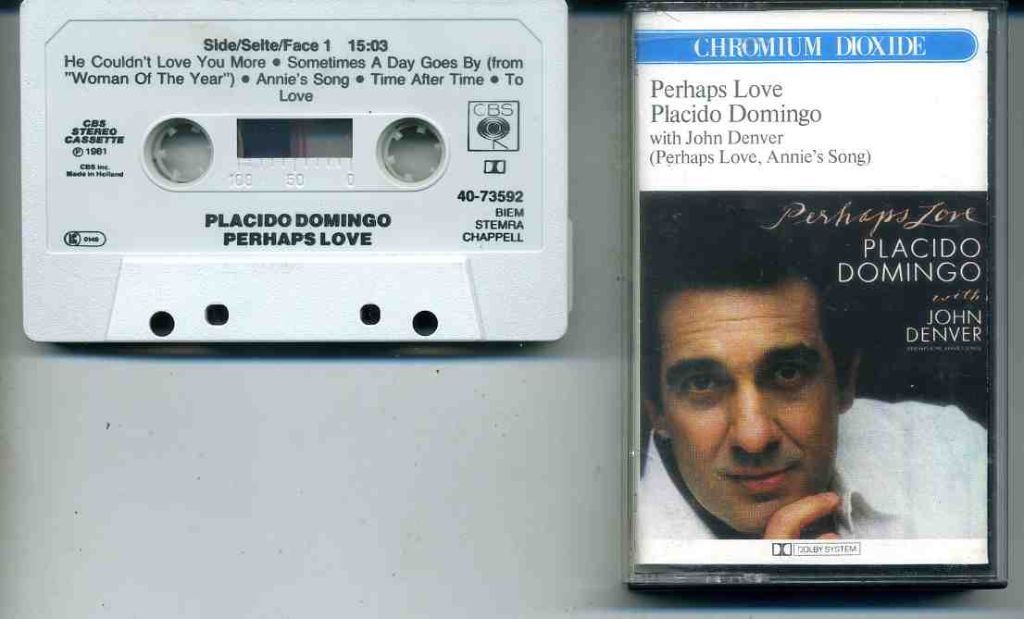 Side/Seite/Face 1 15:03
He Couldn't Love You More • Sometimes A Day Goes By (from
"Woman Of The Year") • Annie's Song • Time After Time • To
Love
CBS
STEREO
CASSETTE
℗ 1981
CBS Inc.
Made in Holland
CBS
100 50 0
40-73592
BIEM
STEMRA
CHAPPELL
PLACIDO DOMINGO
PERHAPS LOVE
CHROMIUM DIOXIDE
Perhaps Love
Placido Domingo
with John Denver
(Perhaps Love, Annie's Song)
Perhaps Love
PLACIDO
DOMINGO
with
JOHN
DENVER
DOLBY SYSTEM